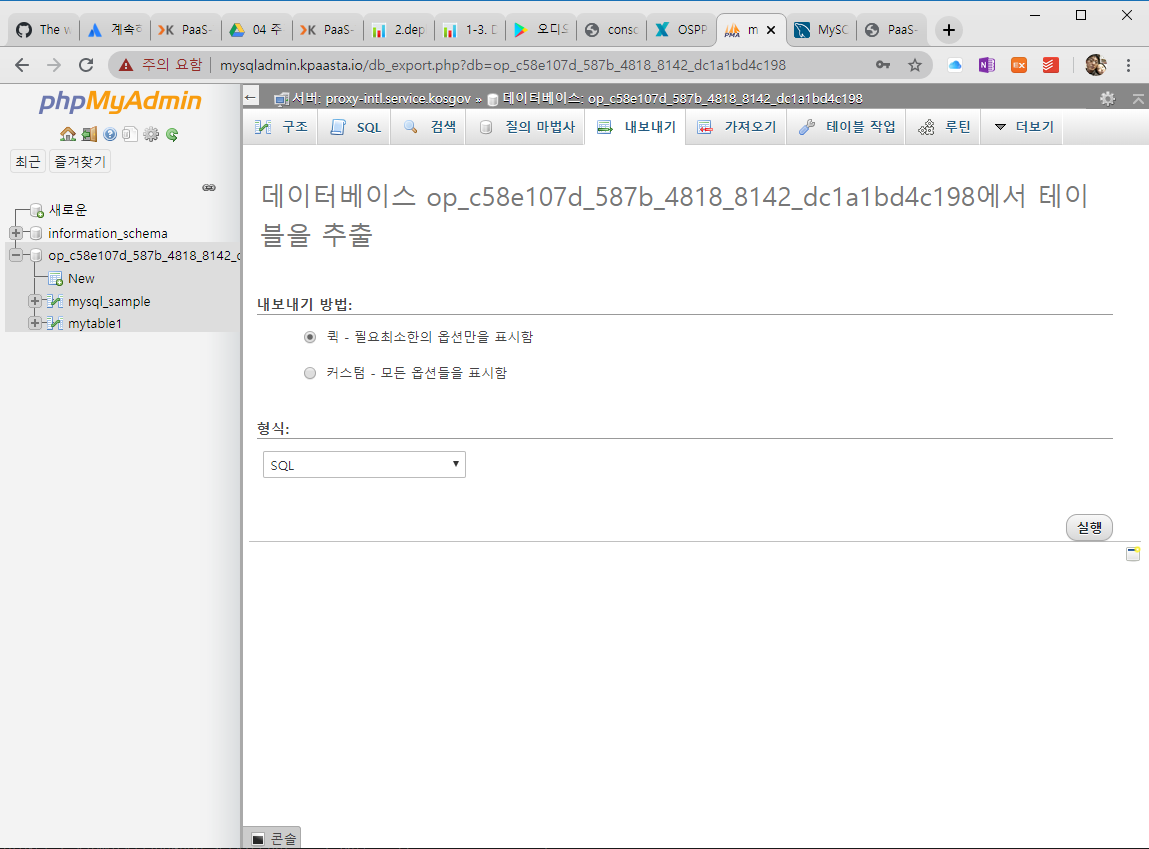 The w
계속
PaaS-
04 주
PaaS-
2.dep
1-3. D
오디스
consc
OSPP
m
MySC
PaaS-
주의 요함 | mysqladmin.kpaasta.io/db_export.php?db=op_c58e107d_587b_4818_8142_dc1a1bd4c198
phpMyAdmin
최근 즐겨찾기
새로운
information_schema
op_c58e107d_587b_4818_8142_d
New
mysql_sample
mytable1
서버: proxy-intl.service.kosgov » 데이터베이스: op_c58e107d_587b_4818_8142_dc1a1bd4c198
구조 SQL 검색 질의 마법사 내보내기 가져오기 테이블 작업 루틴 더보기
데이터베이스 op_c58e107d_587b_4818_8142_dc1a1bd4c198에서 테이
블을 추출
내보내기 방법:
퀵 - 필요최소한의 옵션만을 표시함
커스텀 - 모든 옵션들을 표시함
형식:
SQL
실행
콘솔